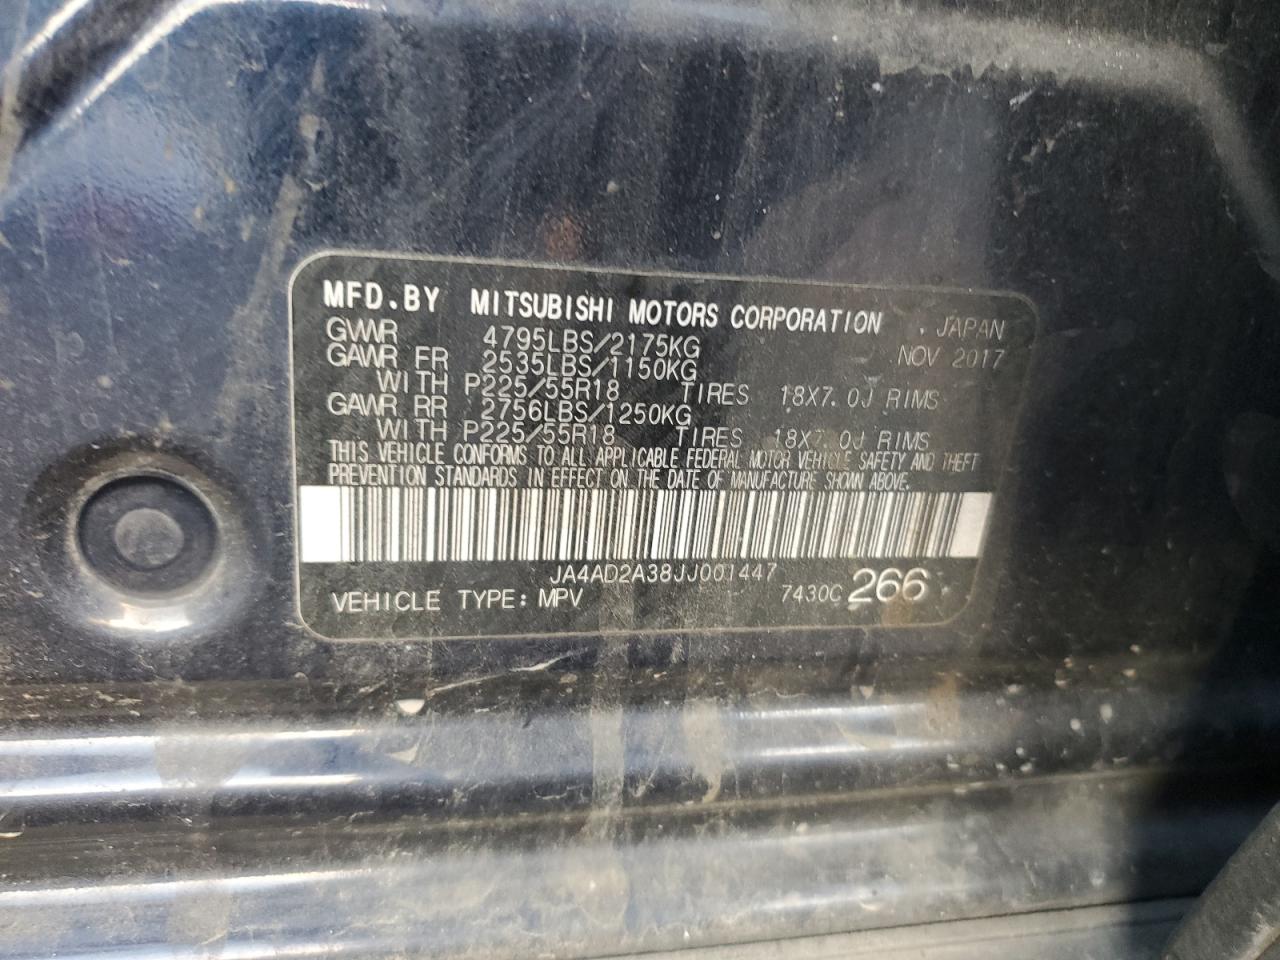 MFD.BY MITSUBISHI MOTORS CORPORATION . JAPAN
GWWR 4795LBS/2175KG NOV 2017
GAWR FR 2535LBS/1150KG
WITH P225/55R18 TIRES 18X7.0J RIMS
GAWR RR 2756LBS/1250KG
WITH P225/55R18 TIRES 18X7.0J RIMS
THIS VEHICLE CONFORMS TO ALL APPLICABLE FEDERAL MOTOR VEHICLE SAFETY AND THEFT
PREVENTION STANDARDS IN EFFECT ON THE DATE OF MANUFACTURE SHOWN ABOVE.
JA4AD2A38JJ001447
VEHICLE TYPE: MPV 7430C 266